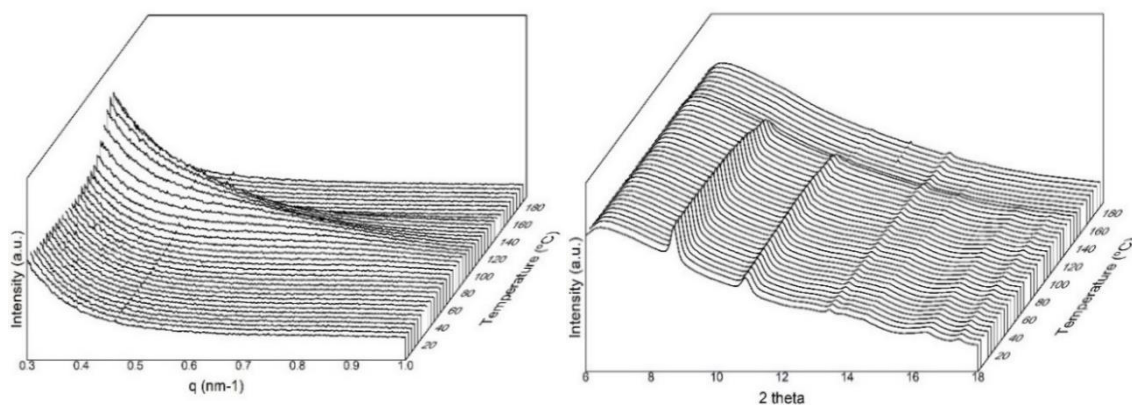 Intensity (a.u.)
0.3 0.4 0.5 0.6 0.7 0.8 0.9 1.0
q (nm-1)
20 40 60 80 100 120 140 160 180
Temperature (ºC)
Intensity (a.u.)
6 8 10 12 14 16 18
2 theta
20 40 60 80 100 120 140 160 180
Temperature (ºC)